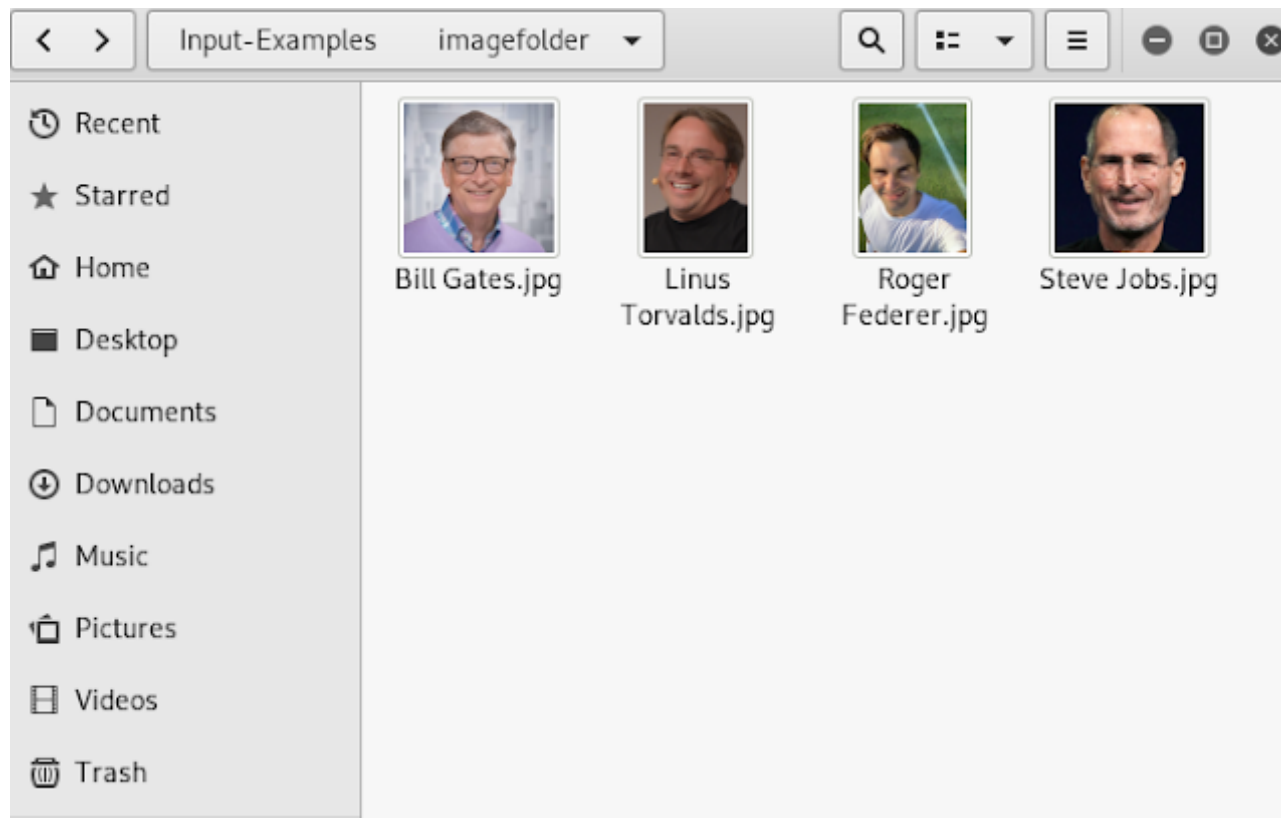 Input-Examples imagefolder
Recent
Starred
Home
Desktop
Documents
Downloads
Music
Pictures
Videos
Trash
Bill Gates.jpg
Linus
Torvalds.jpg
Roger
Federer.jpg
Steve Jobs.jpg